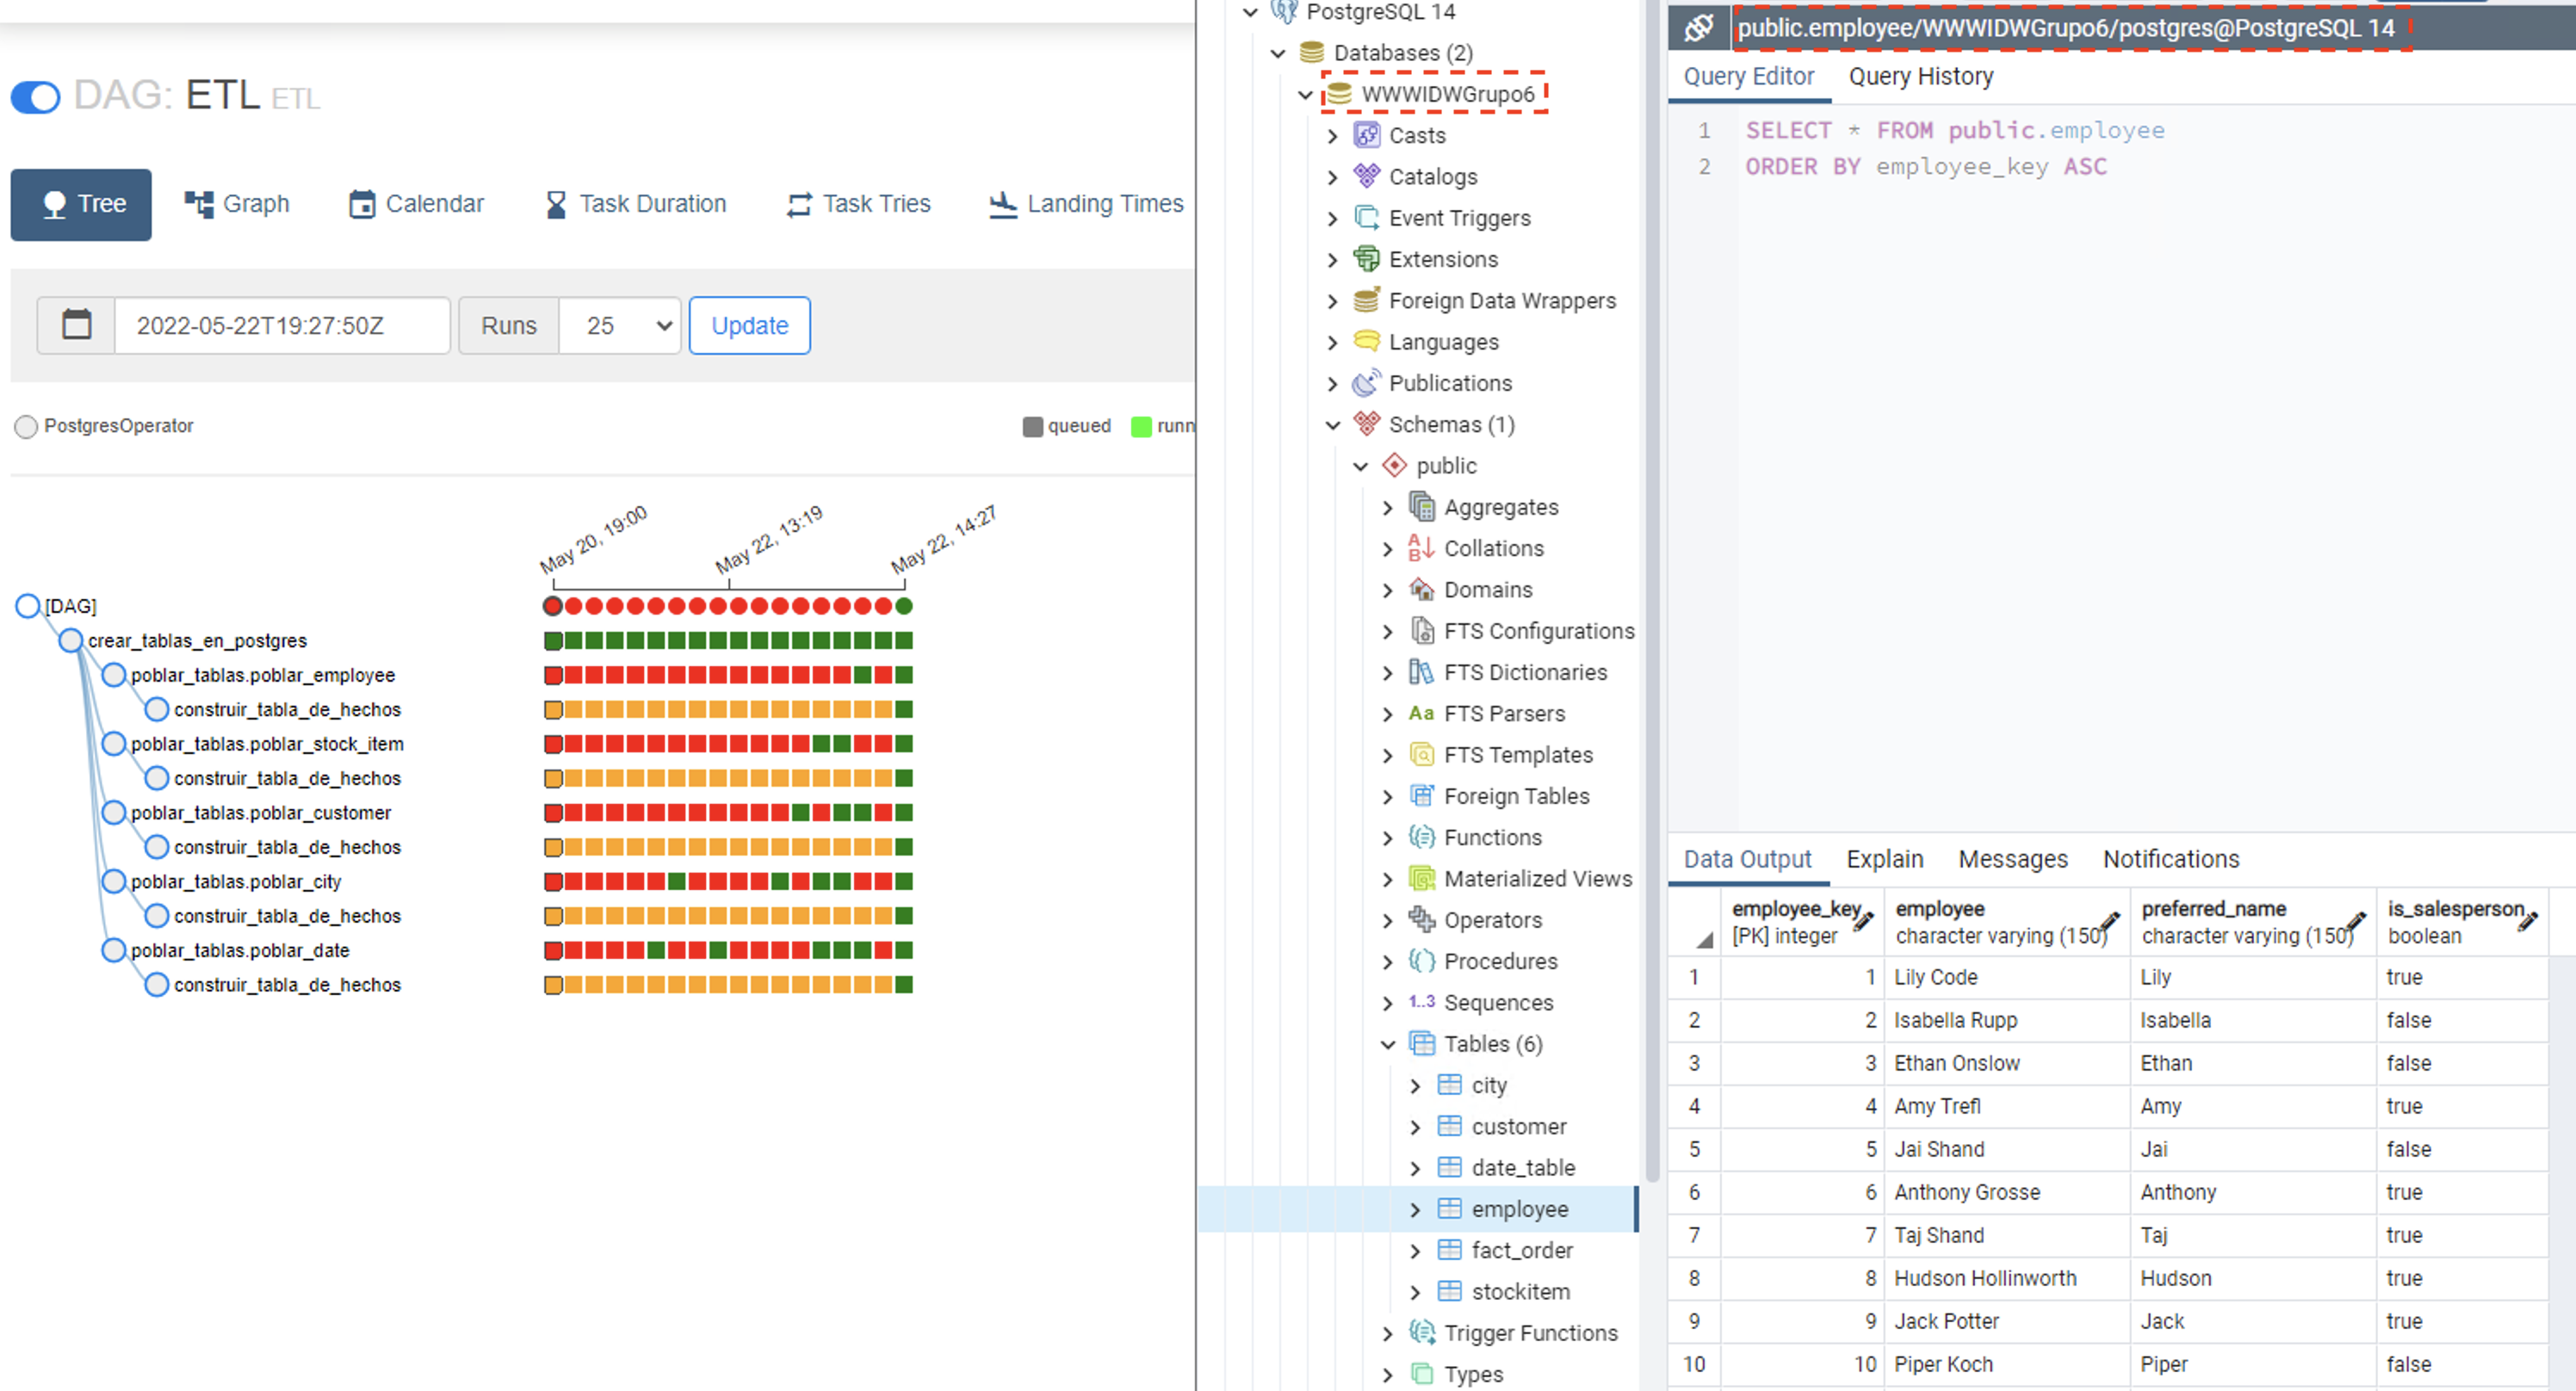 DAG: ETL ETL
Tree
Graph
Calendar
Task Duration
Task Tries
Landing Times
2022-05-22T19:27:50Z
Runs
25
Update
PostgresOperator
queued
runn
May 20, 19:00
May 22, 13:19
May 22, 14:27
[DAG]
crear_tablas_en_postgres
poblar_tablas.poblar_employee
construir_tabla_de_hechos
poblar_tablas.poblar_stock_item
construir_tabla_de_hechos
poblar_tablas.poblar_customer
construir_tabla_de_hechos
poblar_tablas.poblar_city
construir_tabla_de_hechos
poblar_tablas.poblar_date
construir_tabla_de_hechos
PostgreSQL 14
Databases (2)
WWWIDWGrupo6
Casts
Catalogs
Event Triggers
Extensions
Foreign Data Wrappers
Languages
Publications
Schemas (1)
public
Aggregates
Collations
Domains
FTS Configurations
FTS Dictionaries
Aa FTS Parsers
FTS Templates
Foreign Tables
Functions
Materialized Views
Operators
Procedures
1..3 Sequences
Tables (6)
city
customer
date_table
employee
fact_order
stockitem
Trigger Functions
Types
public.employee/WWWIDWGrupo6/postgres@PostgreSQL 14
Query Editor
Query History
1 SELECT * FROM public.employee
2 ORDER BY employee_key ASC
Data Output
Explain
Messages
Notifications
employee_key
[PK] integer
employee
character varying (150)
preferred_name
character varying (150)
is_salesperson
boolean
1 1 Lily Code Lily true
2 2 Isabella Rupp Isabella false
3 3 Ethan Onslow Ethan false
4 4 Amy Trefl Amy true
5 5 Jai Shand Jai false
6 6 Anthony Grosse Anthony true
7 7 Taj Shand Taj true
8 8 Hudson Hollinworth Hudson true
9 9 Jack Potter Jack true
10 10 Piper Koch Piper false